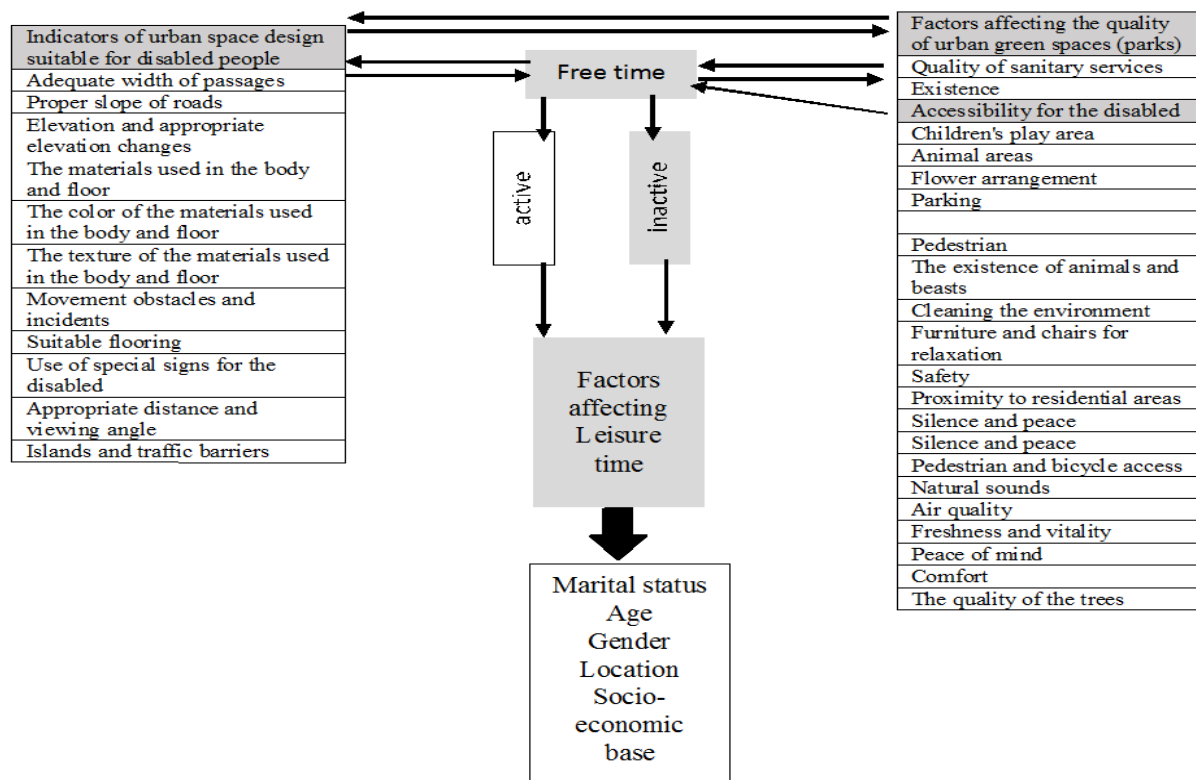 Indicators of urban space design
suitable for disabled people
Adequate width of passages
Proper slope of roads
Elevation and appropriate
elevation changes
The materials used in the body
and floor
The color of the materials used
in the body and floor
The texture of the materials used
in the body and floor
Movement obstacles and
incidents
Suitable flooring
Use of special signs for the
disabled
Appropriate distance and
viewing angle
Islands and traffic barriers
Free time
active
inactive
Factors
affecting
Leisure
time
Marital status
Age
Gender
Location
Socio-
economic
base
Factors affecting the quality
of urban green spaces (parks)
Quality of sanitary services
Existence
Accessibility for the disabled
Children's play area
Animal areas
Flower arrangement
Parking
Pedestrian
The existence of animals and
beasts
Cleaning the environment
Furniture and chairs for
relaxation
Safety
Proximity to residential areas
Silence and peace
Silence and peace
Pedestrian and bicycle access
Natural sounds
Air quality
Freshness and vitality
Peace of mind
Comfort
The quality of the trees